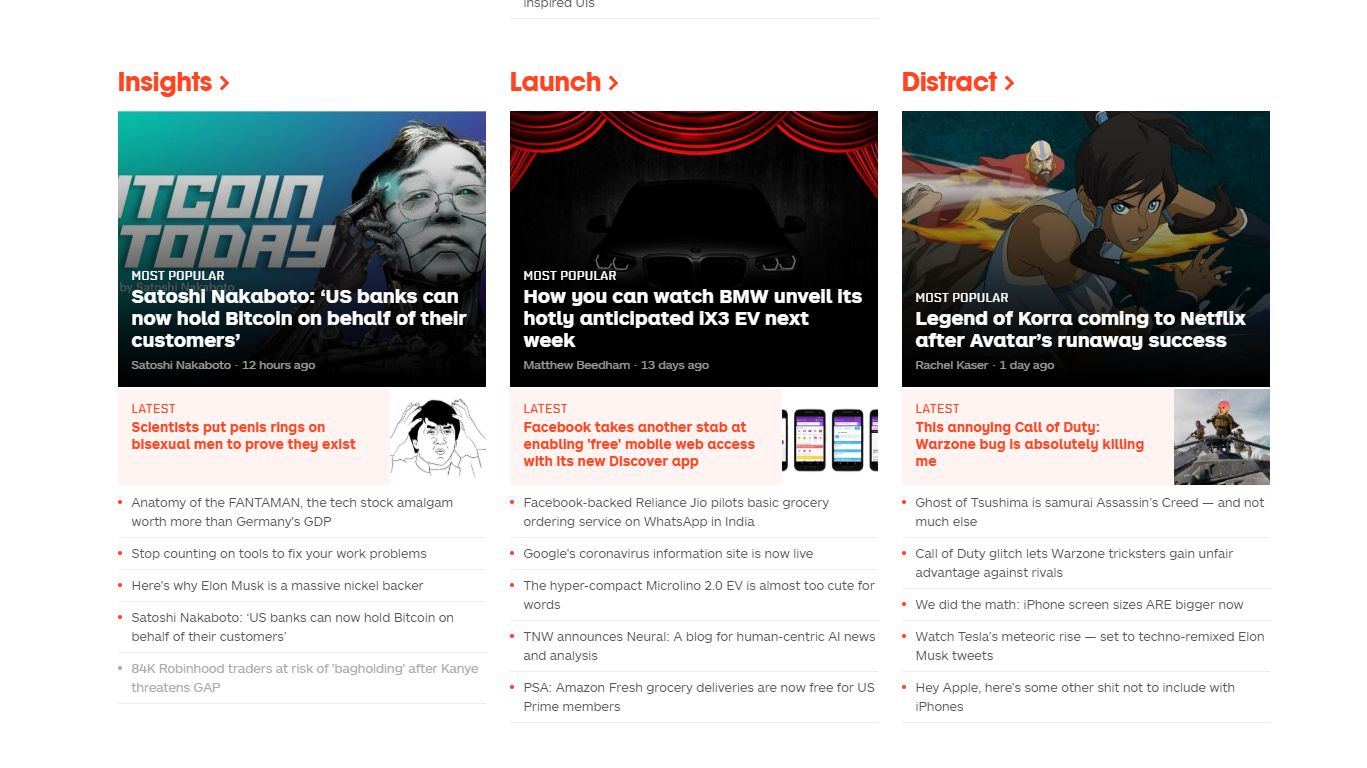 inspired UIs
Insights >
ITCOIN
TODAY
by Satoshi Nakaboto
MOST POPULAR
Satoshi Nakaboto: ‘US banks can
now hold Bitcoin on behalf of their
customers’
Satoshi Nakaboto · 12 hours ago
LATEST
Scientists put penis rings on
bisexual men to prove they exist
Anatomy of the FANTAMAN, the tech stock amalgam
worth more than Germany's GDP
Stop counting on tools to fix your work problems
Here's why Elon Musk is a massive nickel backer
Satoshi Nakaboto: ‘US banks can now hold Bitcoin on
behalf of their customers’
84K Robinhood traders at risk of 'bagholding' after Kanye
threatens GAP
Launch >
MOST POPULAR
How you can watch BMW unveil its
hotly anticipated iX3 EV next
week
Matthew Beedham · 13 days ago
LATEST
Facebook takes another stab at
enabling 'free' mobile web access
with its new Discover app
Facebook-backed Reliance Jio pilots basic grocery
ordering service on WhatsApp in India
Google's coronavirus information site is now live
The hyper-compact Microlino 2.0 EV is almost too cute for
words
TNW announces Neural: A blog for human-centric AI news
and analysis
PSA: Amazon Fresh grocery deliveries are now free for US
Prime members
Distract >
MOST POPULAR
Legend of Korra coming to Netflix
after Avatar’s runaway success
Rachel Kaser · 1 day ago
LATEST
This annoying Call of Duty:
Warzone bug is absolutely killing
me
Ghost of Tsushima is samurai Assassin’s Creed — and not
much else
Call of Duty glitch lets Warzone tricksters gain unfair
advantage against rivals
We did the math: iPhone screen sizes ARE bigger now
Watch Tesla’s meteoric rise — set to techno-remixed Elon
Musk tweets
Hey Apple, here's some other shit not to include with
iPhones